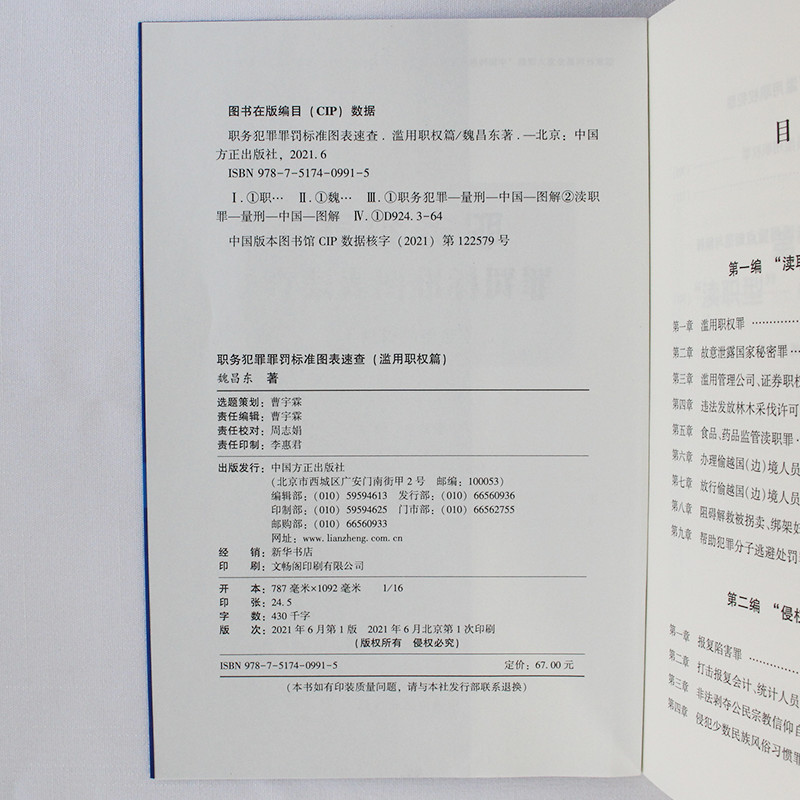 图书在版编目（CIP）数据
职务犯罪罪罚标准图表速查．滥用职权篇/魏昌东著．—北京：中国
方正出版社，2021.6
ISBN 978-7-5174-0991-5
Ⅰ.①职… Ⅱ.①魏… Ⅲ.①职务犯罪—量刑—中国—图解②渎职
罪—量刑—中国—图解 Ⅳ.①D924.3-64
中国版本图书馆 CIP 数据核字（2021）第 122579 号
职务犯罪罪罚标准图表速查（滥用职权篇）
魏昌东 著
选题策划：曹宇霖
责任编辑：曹宇霖
责任校对：周志娟
责任印制：李惠君
出版发行：中国方正出版社
（北京市西城区广安门南街甲 2 号 邮编：100053）
编辑部：（010）59594613 发行部：（010）66560936
印制部：（010）59594625 门市部：（010）66562755
邮购部：（010）66560933
网址：www.lianzheng.com.cn
经 销：新华书店
印 刷：文畅阁印刷有限公司
开 本：787 毫米×1092 毫米 1/16
印 张：24.5
字 数：430 千字
版 次：2021 年 6 月第 1 版 2021 年 6 月北京第 1 次印刷
（版权所有 侵权必究）
ISBN 978-7-5174-0991-5 定价：67.00 元
（本书如有印装质量问题，请与本社发行部联系退换）
目
第一编 “渎职
第一章 滥用职权罪
第二章 故意泄露国家秘密罪
第三章 滥用管理公司、证券职权
第四章 违法发放林木采伐许可
第五章 食品、药品监管渎职罪
第六章 办理偷越国（边）境人员
第七章 放行偷越国（边）境人员
第八章 阻碍解救被拐卖、绑架妇
第九章 帮助犯罪分子逃避处罚
第二编 “侵权
第一章 报复陷害罪
第二章 打击报复会计、统计人员
第三章 非法剥夺公民宗教信仰自
第四章 侵犯少数民族风俗习惯罪